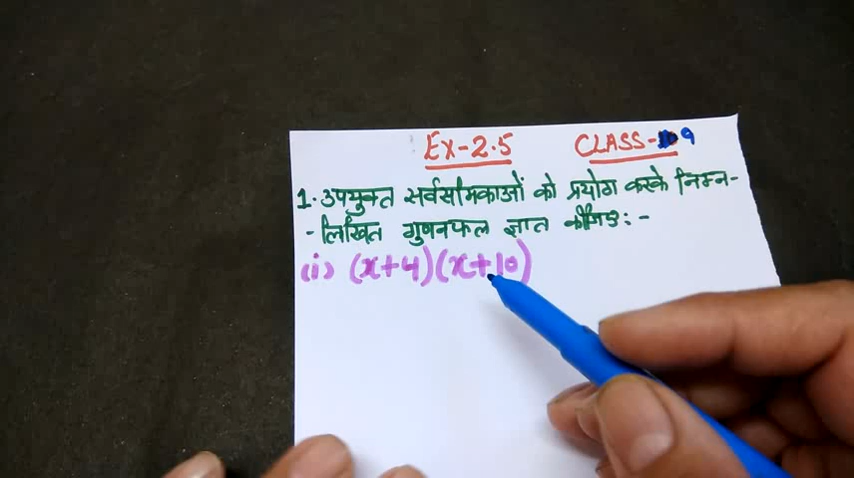 Ex-2.5 CLASS-9
1. उपयुक्त सर्वसमिकाओं को प्रयोग करके निम्न-
-लिखित गुणनफल ज्ञात कीजिए:-
(i) (x+4)(x+10)